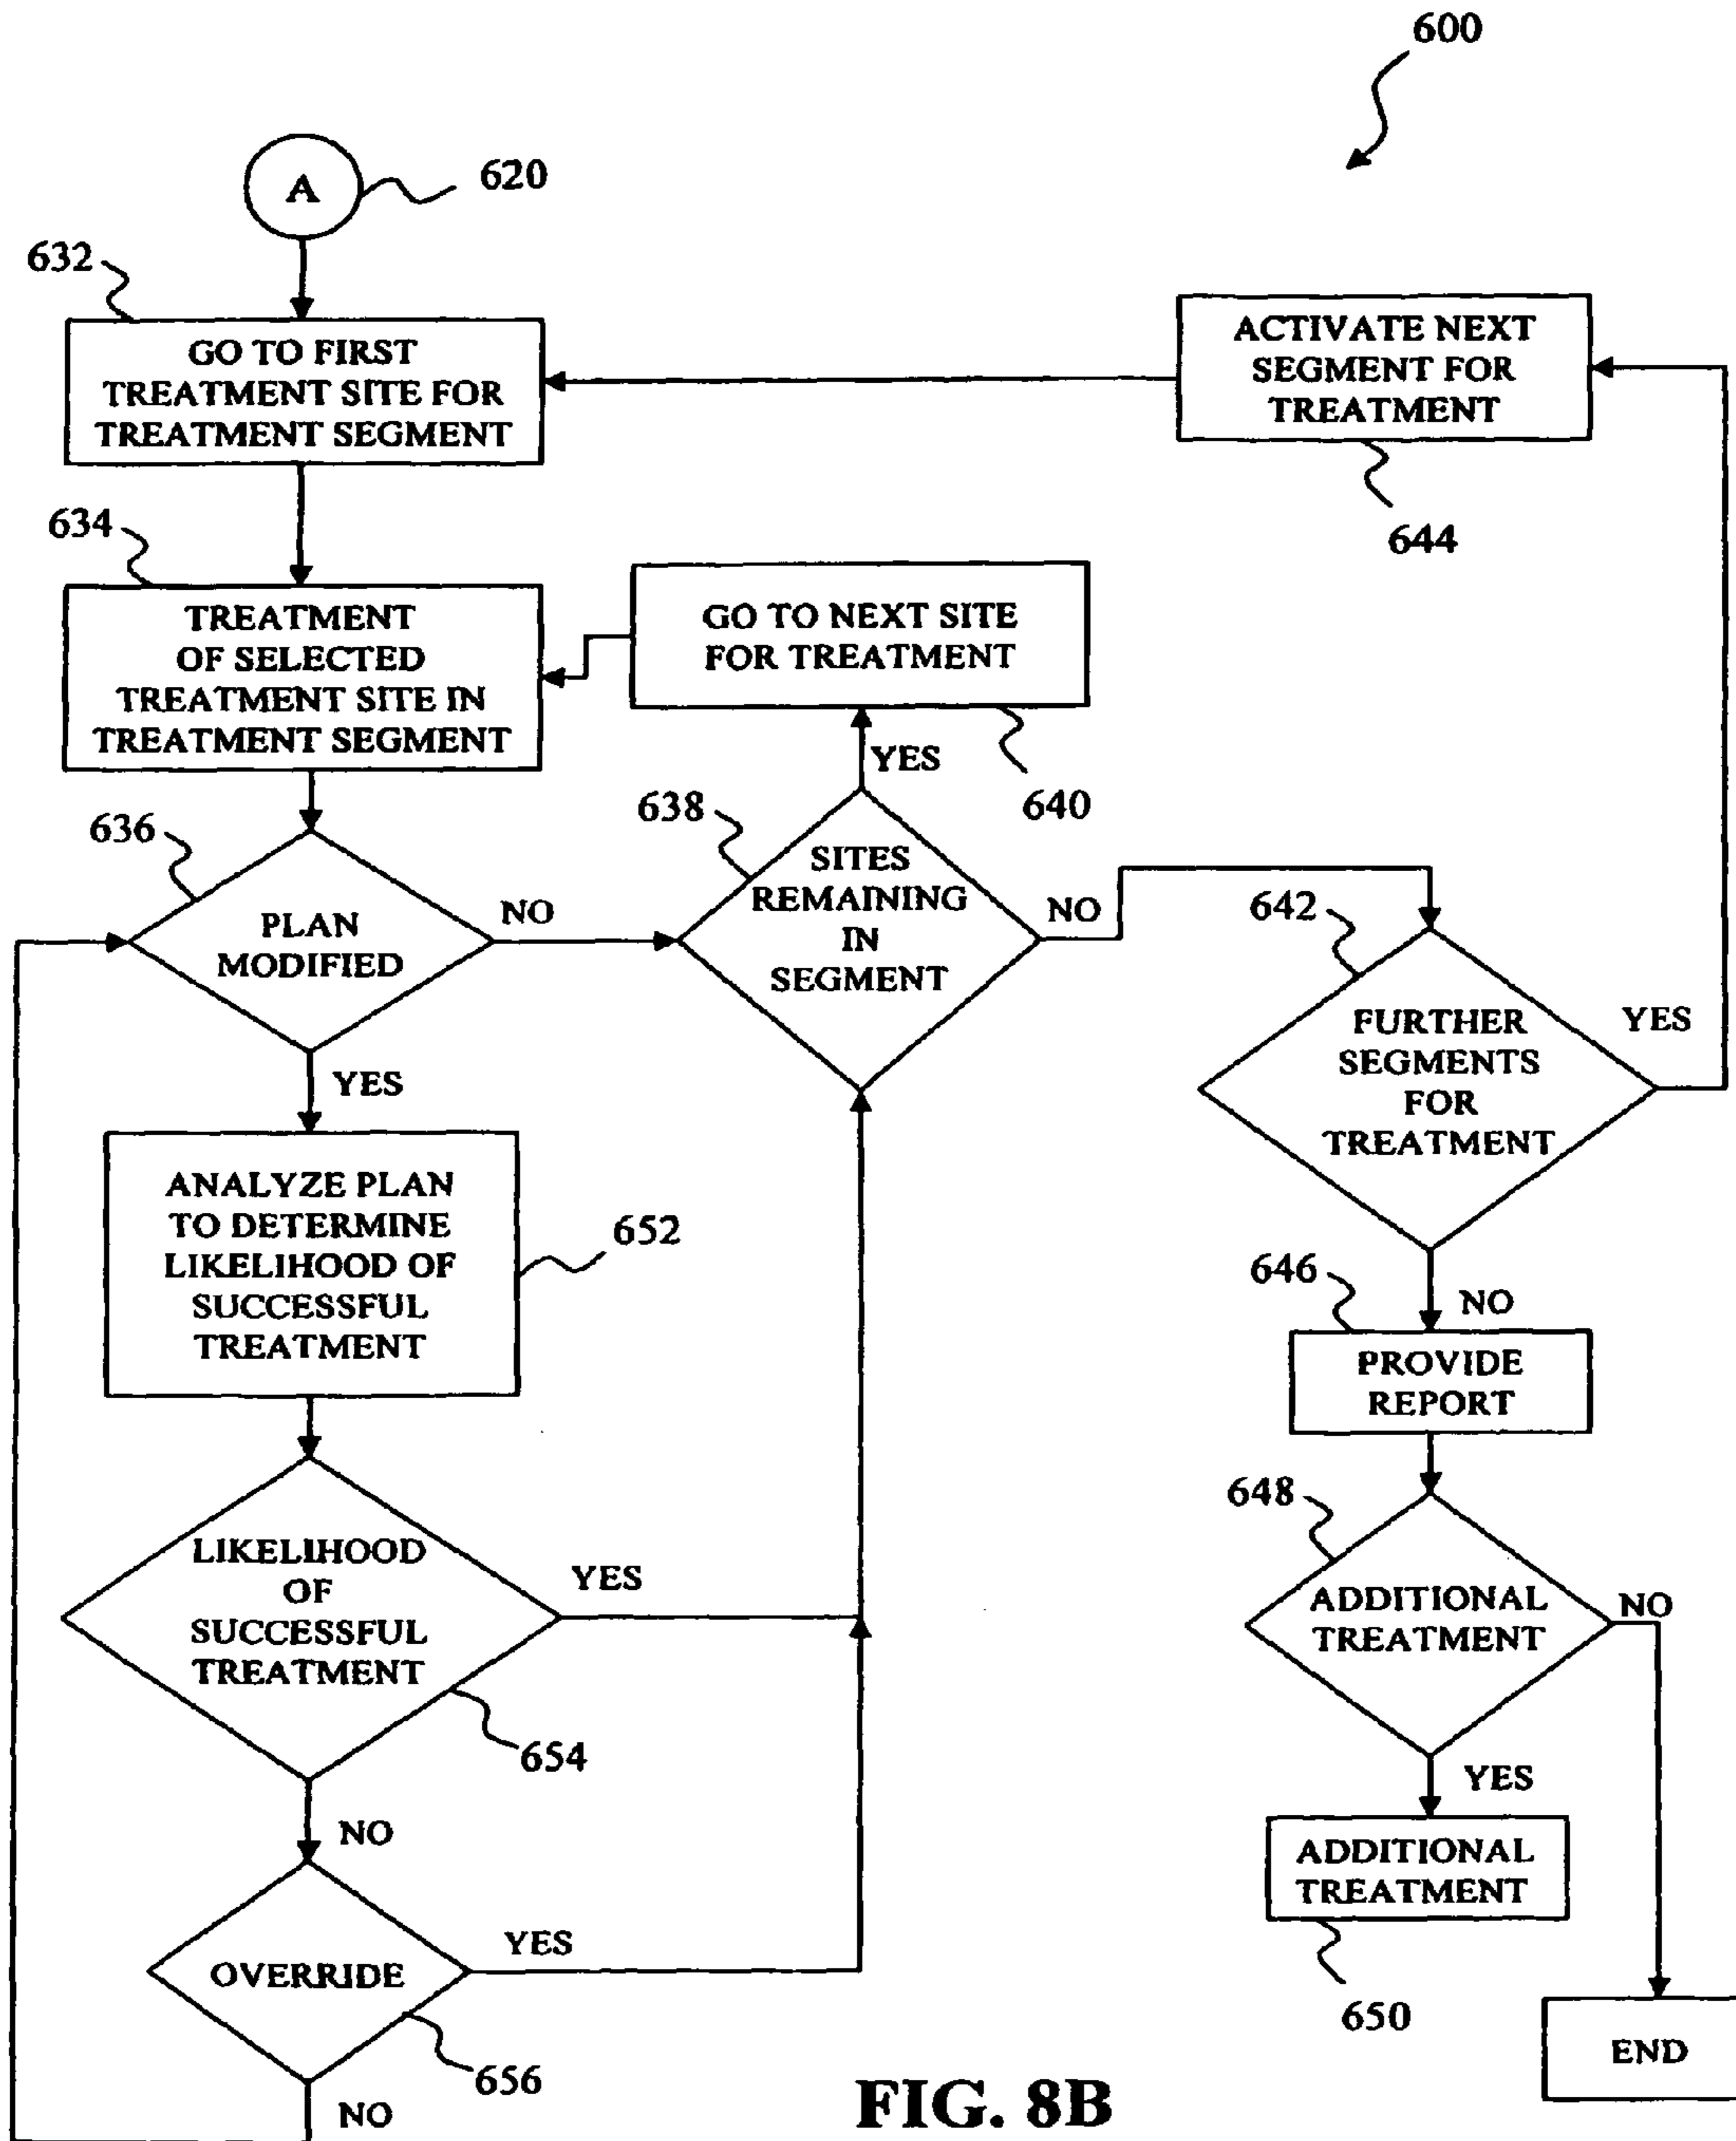 600
A
620
632
GO TO FIRST
TREATMENT SITE FOR
TREATMENT SEGMENT
ACTIVATE NEXT
SEGMENT FOR
TREATMENT
644
634
TREATMENT
OF SELECTED
TREATMENT SITE IN
TREATMENT SEGMENT
GO TO NEXT SITE
FOR TREATMENT
640
YES
636
PLAN
MODIFIED
NO
YES
638
SITES
REMAINING
IN
SEGMENT
NO
642
FURTHER
SEGMENTS
FOR
TREATMENT
YES
NO
652
ANALYZE PLAN
TO DETERMINE
LIKELIHOOD OF
SUCCESSFUL
TREATMENT
646
PROVIDE
REPORT
LIKELIHOOD
OF
SUCCESSFUL
TREATMENT
YES
654
NO
648
ADDITIONAL
TREATMENT
NO
YES
ADDITIONAL
TREATMENT
650
OVERRIDE
YES
656
NO
END
FIG. 8B